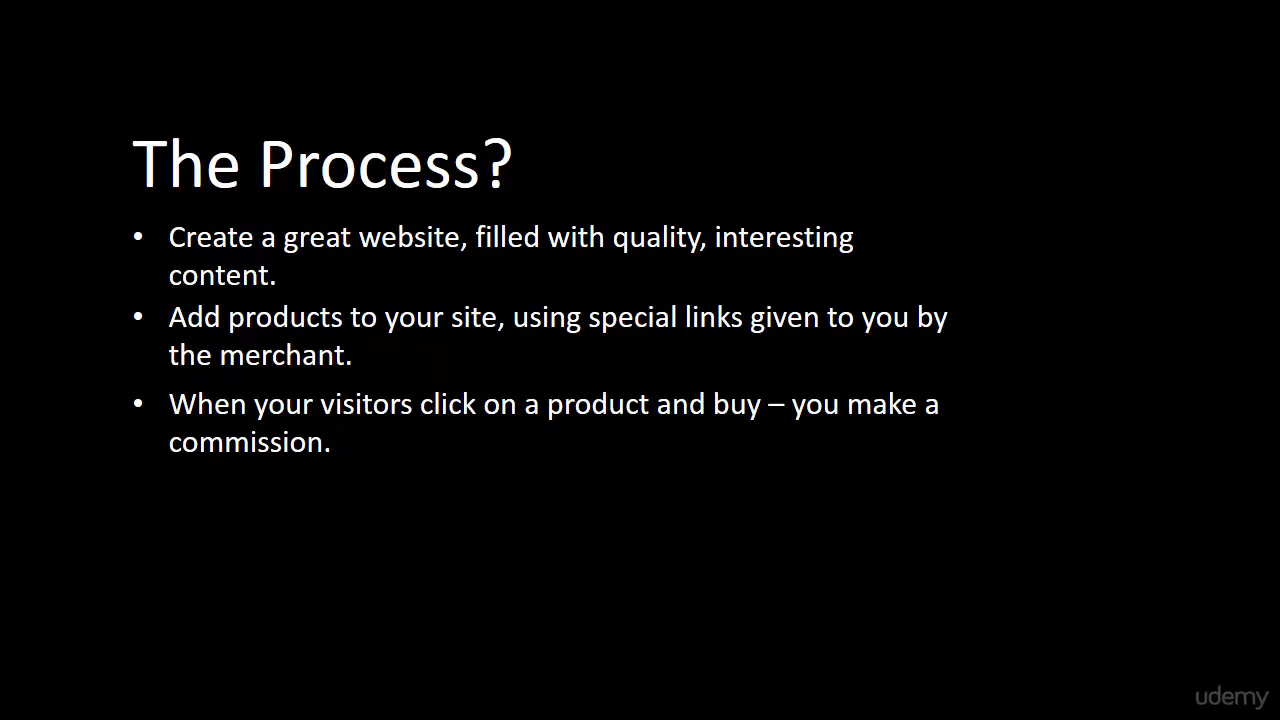 The Process?
• Create a great website, filled with quality, interesting
content.
• Add products to your site, using special links given to you by
the merchant.
• When your visitors click on a product and buy – you make a
commission.
udemy